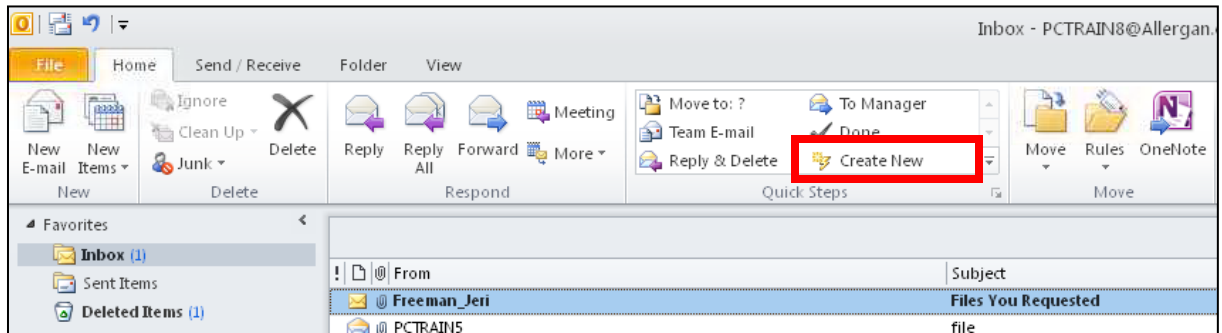 Inbox - PCTRAIN8@Allergan.
File Home Send / Receive Folder View
Ignore
Clean Up
Junk
Delete
New E-mail
New Items
Reply
Reply All
Forward
Meeting
More
Move to: ?
To Manager
Team E-mail
Done
Reply & Delete
Create New
Move
Rules
OneNote
New Delete Respond Quick Steps Move
Favorites
Inbox (1)
Sent Items
Deleted Items (1)
! From Subject
Freeman_Jeri Files You Requested
PCTRAIN5 file